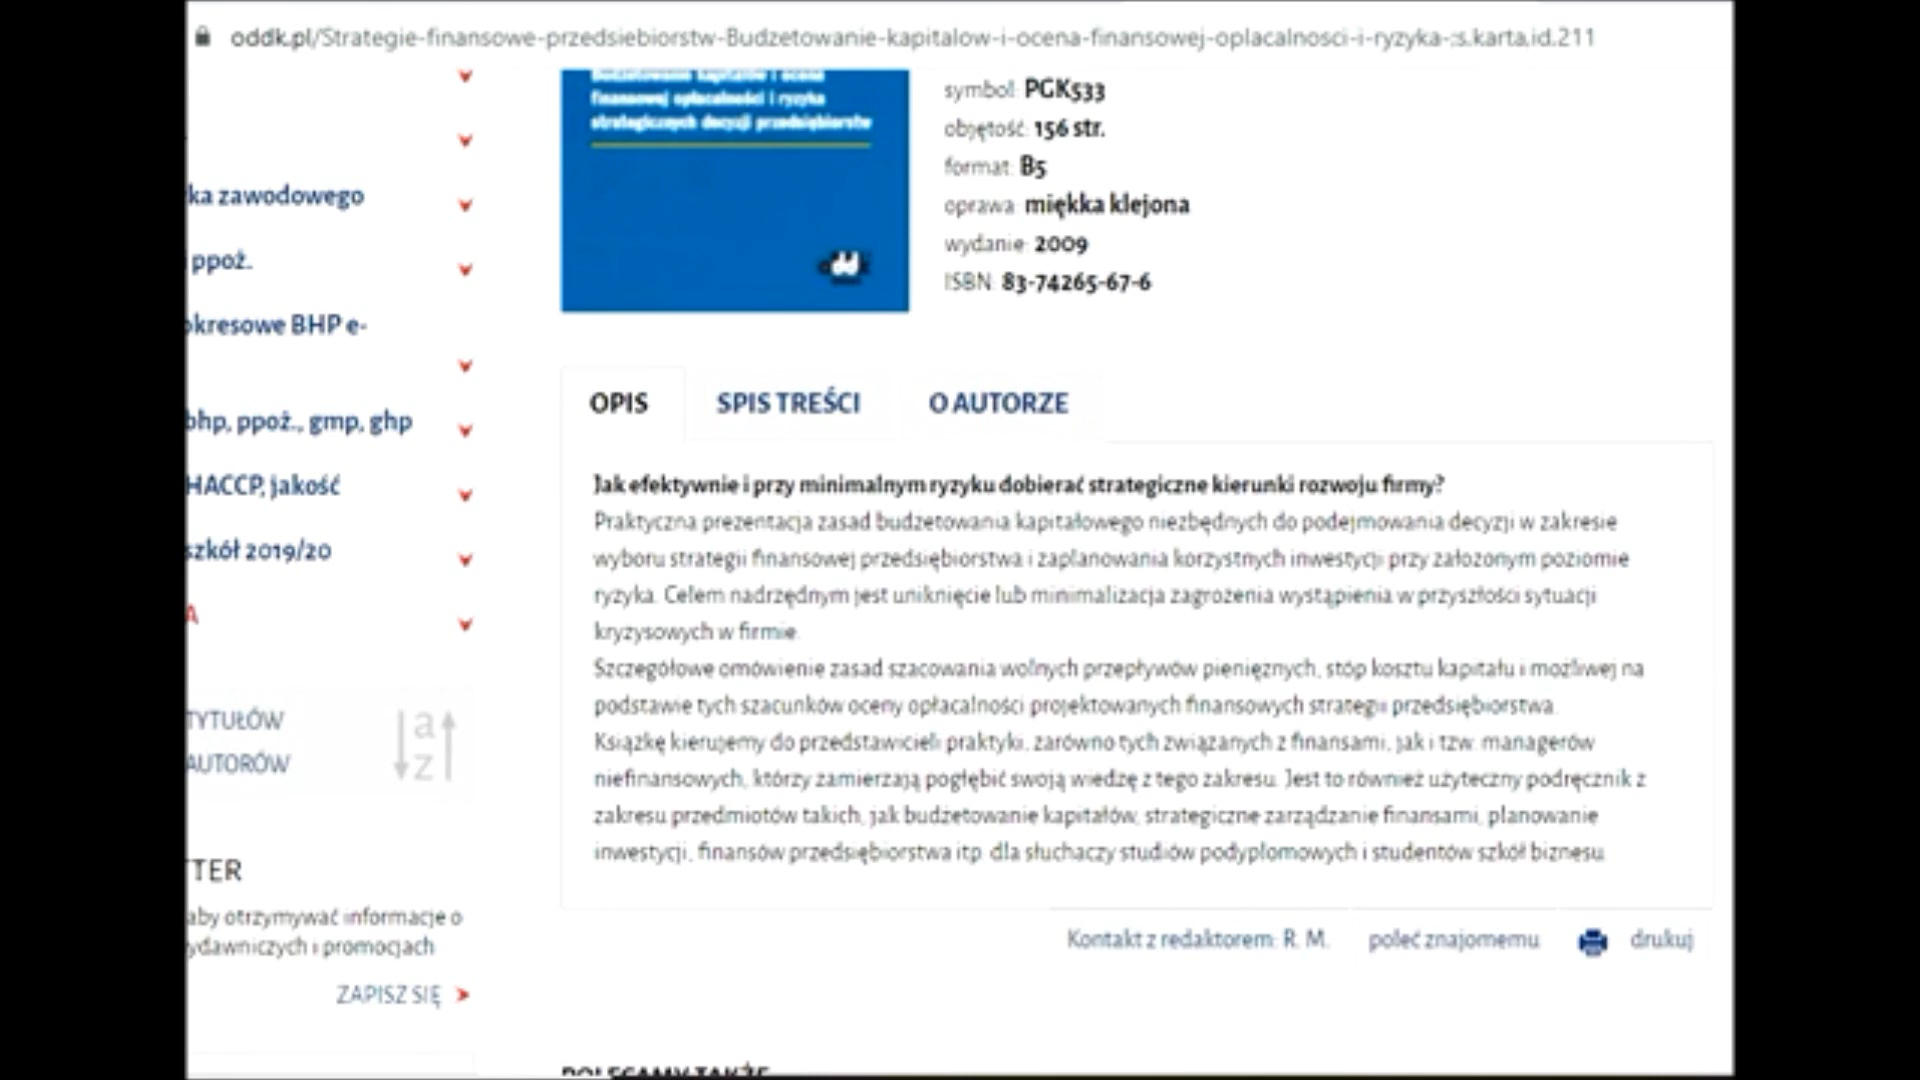 oddk.pl/Strategie-finansowe-przedsiebiorstw-Budzetowanie-kapitalow-i-ocena-finansowej-oplacalnosci-i-ryzyka-;s.karta,id.211
Budżetowanie kapitałów i ocena
finansowej opłacalności i ryzyka
strategicznych decyzji przedsiębiorstw
symbol: PGK533
objętość: 156 str.
format: B5
oprawa: miękka klejona
wydanie: 2009
ISBN: 83-74265-67-6
ka zawodowego
ppoż.
okresowe BHP e-
bhp, ppoż., gmp, ghp
HACCP, jakość
szkół 2019/20
A
TYTUŁÓW
AUTORÓW
a
z
TER
aby otrzymywać informacje o
ydawniczych i promocjach
ZAPISZ SIĘ
OPIS SPIS TREŚCI O AUTORZE
Jak efektywnie i przy minimalnym ryzyku dobierać strategiczne kierunki rozwoju firmy?
Praktyczna prezentacja zasad budżetowania kapitałowego niezbędnych do podejmowania decyzji w zakresie
wyboru strategii finansowej przedsiębiorstwa i zaplanowania korzystnych inwestycji przy założonym poziomie
ryzyka. Celem nadrzędnym jest uniknięcie lub minimalizacja zagrożenia wystąpienia w przyszłości sytuacji
kryzysowych w firmie.
Szczegółowe omówienie zasad szacowania wolnych przepływów pieniężnych, stóp kosztu kapitału i możliwej na
podstawie tych szacunków oceny opłacalności projektowanych finansowych strategii przedsiębiorstwa.
Książkę kierujemy do przedstawicieli praktyki, zarówno tych związanych z finansami, jak i tzw. managerów
niefinansowych, którzy zamierzają pogłębić swoją wiedzę z tego zakresu. Jest to również użyteczny podręcznik z
zakresu przedmiotów takich, jak budżetowanie kapitałów, strategiczne zarządzanie finansami, planowanie
inwestycji, finansów przedsiębiorstwa itp. dla słuchaczy studiów podyplomowych i studentów szkół biznesu.
Kontakt z redaktorem: R. M. poleć znajomemu drukuj
POLECAMY TAKŻE